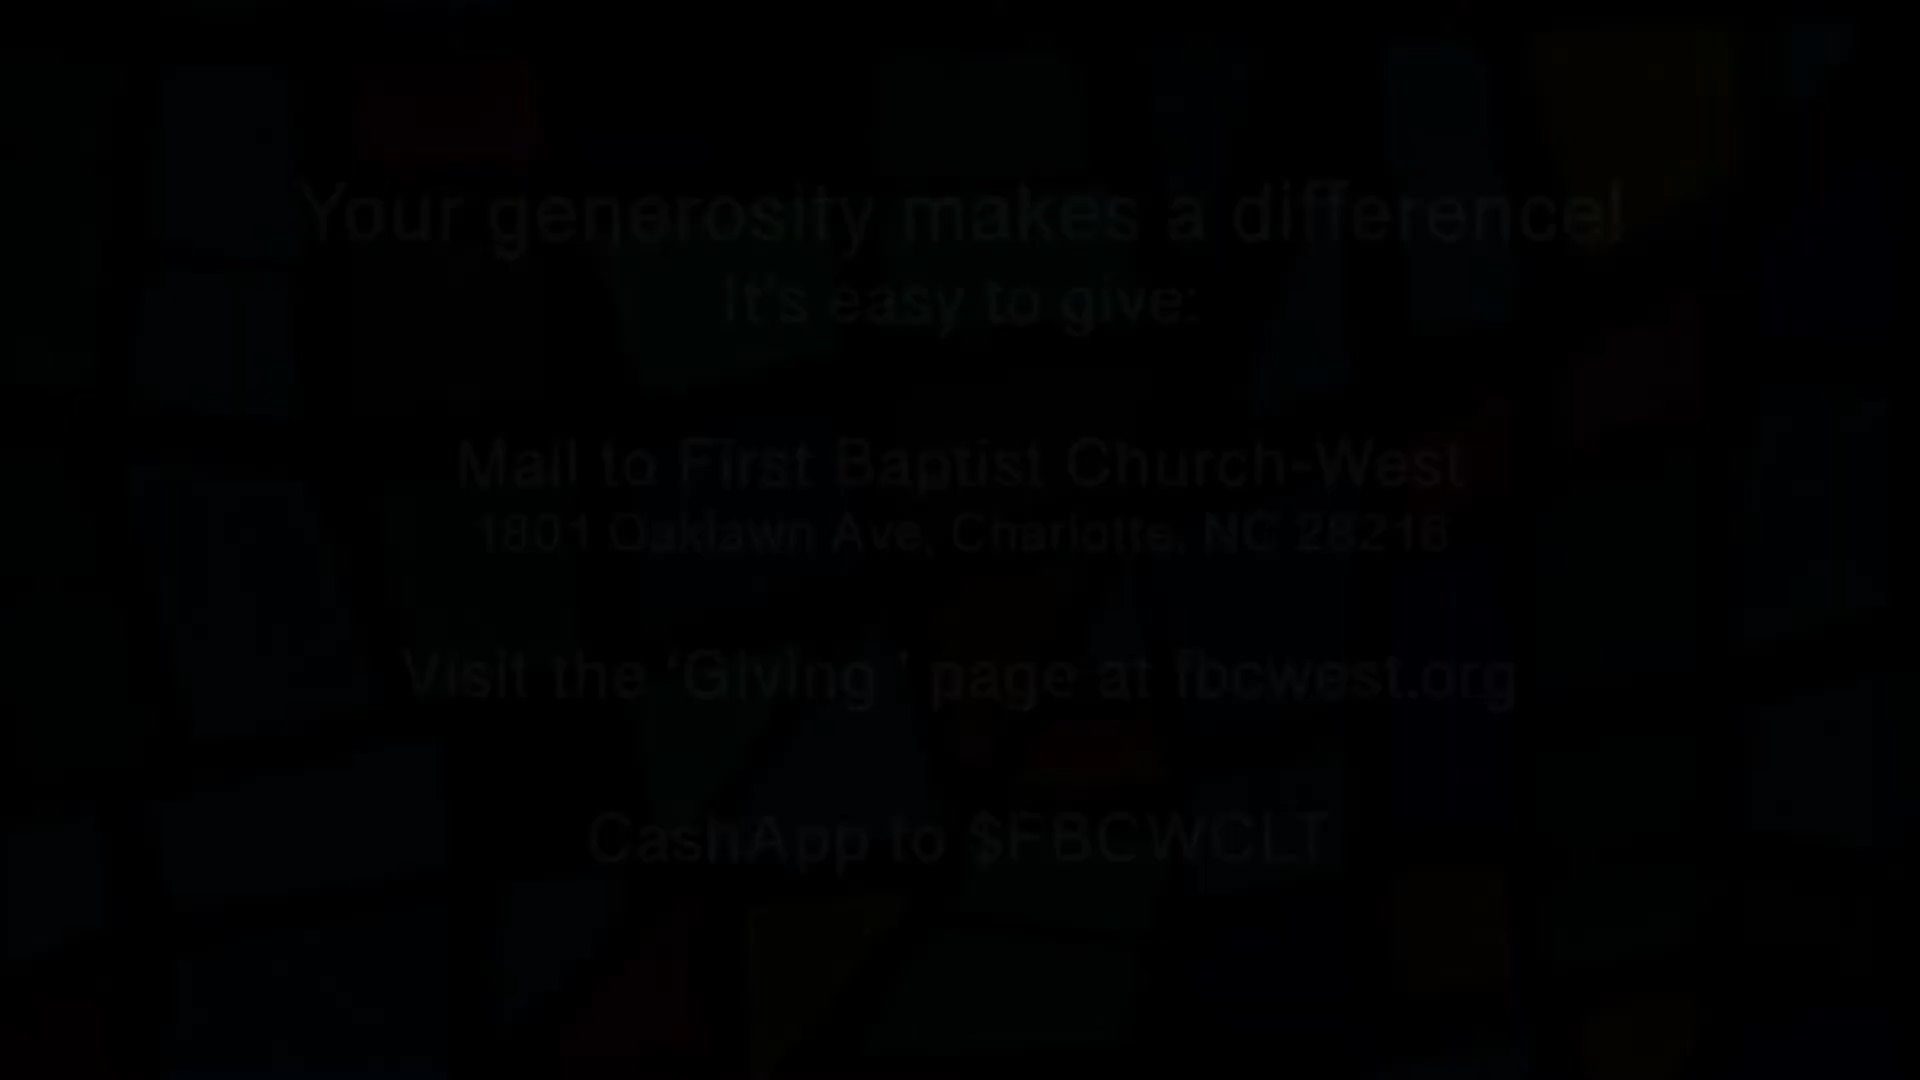 Your generosity makes a difference!
It's easy to give:
Mail to First Baptist Church-West
1801 Oaklawn Ave, Charlotte, NC 28216
Visit the 'Giving ' page at fbcwest.org
CashApp to $FBCWCLT